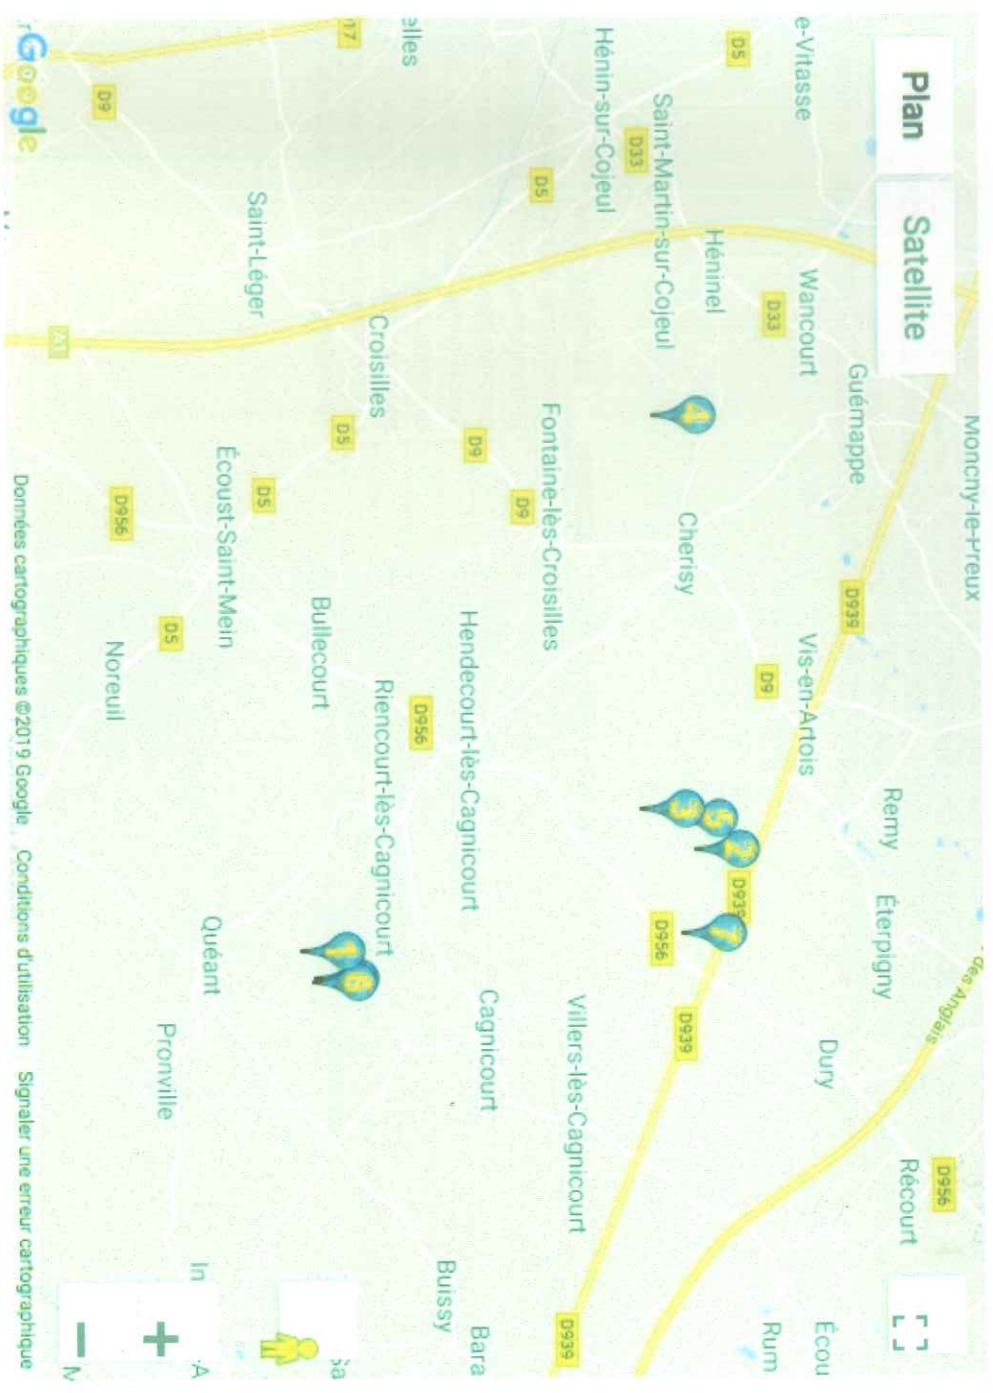 Plan
Satellite
Moncny-le-Preux
des Anglais
D956
Récourt
Remy
Éterpigny
Guémappe
Écou
Dury
D939
e-Vitasse
Wancourt
Vis-en-Artois
D33
D9
Rum
D5
D939
7
2
Héninel
Cherisy
4
5
3
D939
Saint-Martin-sur-Cojeul
D956
D33
Hénin-sur-Cojeul
Villers-lès-Cagnicourt
D939
Fontaine-lès-Croisilles
D5
D9
D9
Cagnicourt
Bara
Hendecourt-lès-Cagnicourt
Buissy
D956
elles
Riencourt-lès-Cagnicourt
Croisilles
6
1
17
D5
Bullecourt
Sa
D5
Saint-Léger
Écoust-Saint-Mein
Quéant
In
D5
Pronville
+
D9
D956
Noreuil
A1
−
Google
Données cartographiques ©2019 Google
Conditions d'utilisation
Signaler une erreur cartographique